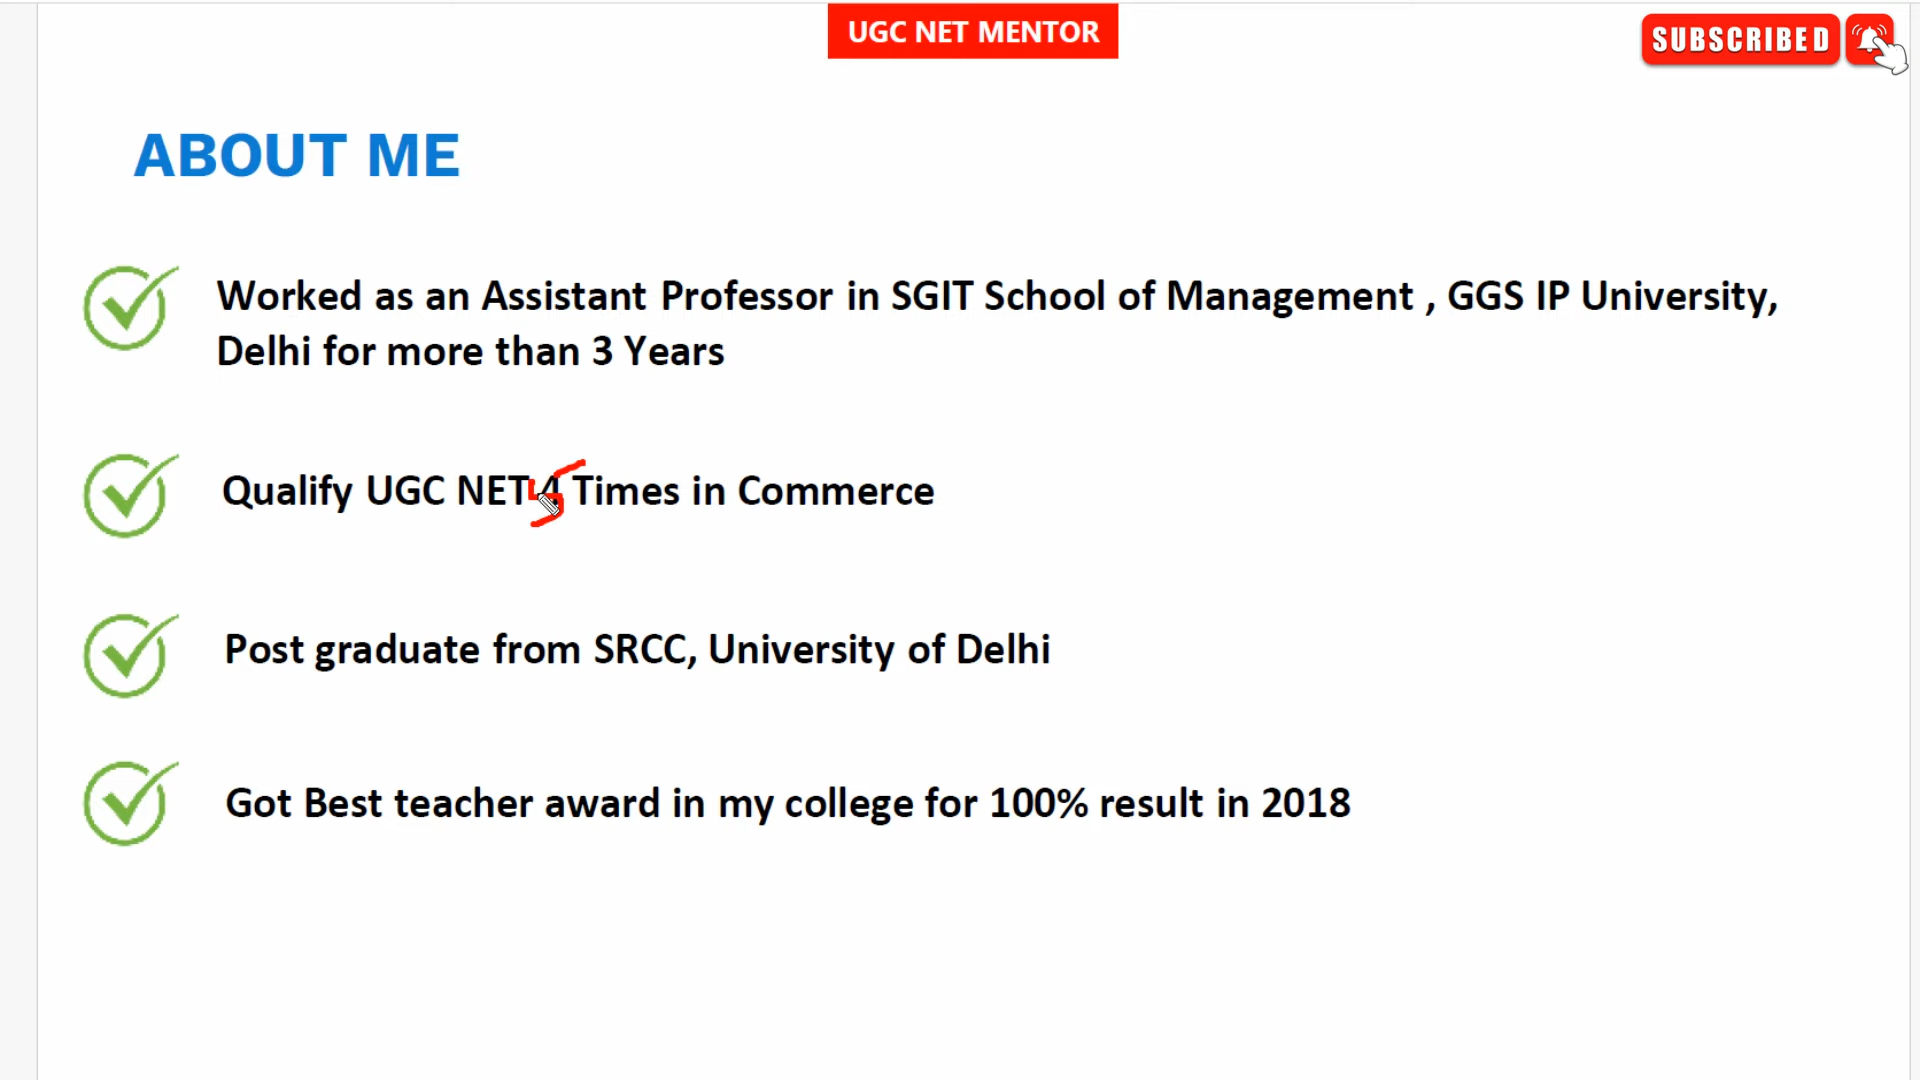 UGC NET MENTOR
SUBSCRIBED
ABOUT ME
Worked as an Assistant Professor in SGIT School of Management , GGS IP University,
Delhi for more than 3 Years
Qualify UGC NET 5 Times in Commerce
Post graduate from SRCC, University of Delhi
Got Best teacher award in my college for 100% result in 2018